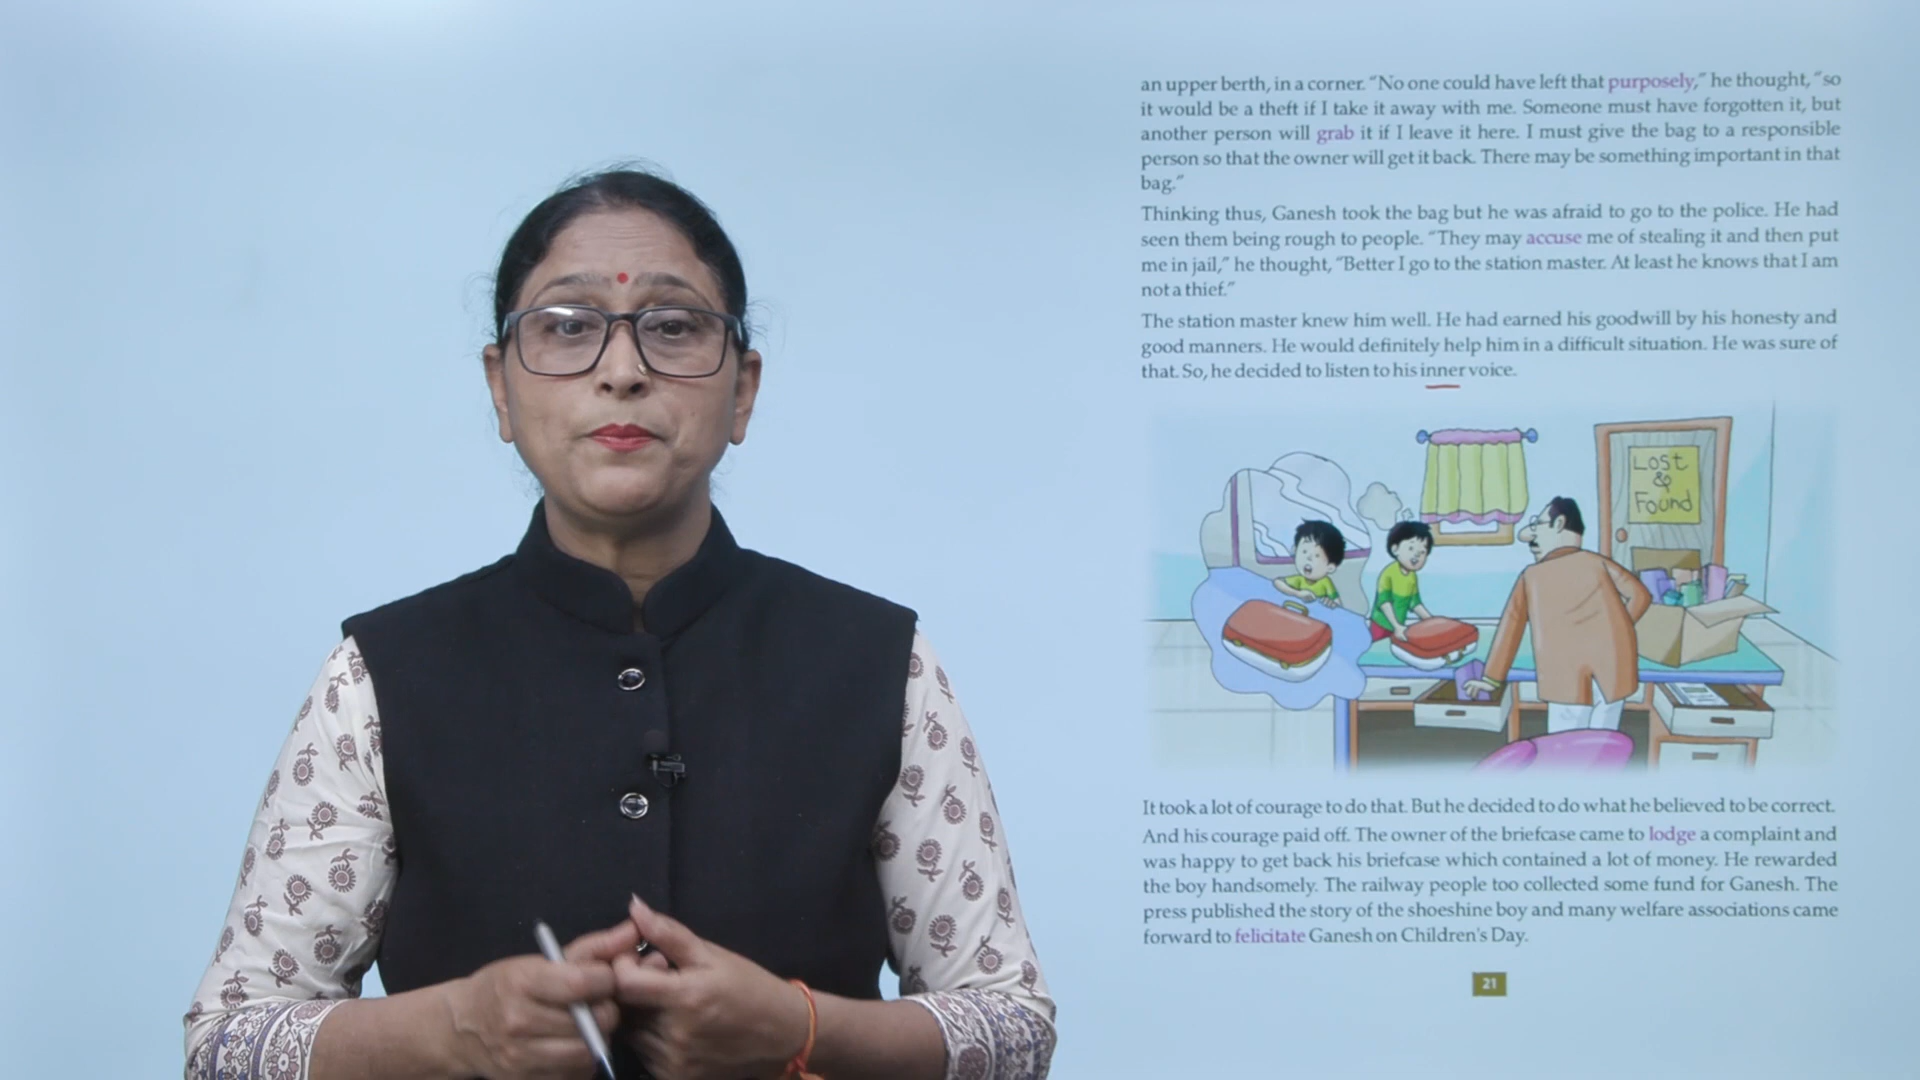 an upper berth, in a corner. “No one could have left that purposely,” he thought, “so
it would be a theft if I take it away with me. Someone must have forgotten it, but
another person will grab it if I leave it here. I must give the bag to a responsible
person so that the owner will get it back. There may be something important in that
bag.”
Thinking thus, Ganesh took the bag but he was afraid to go to the police. He had
seen them being rough to people. “They may accuse me of stealing it and then put
me in jail,” he thought, “Better I go to the station master. At least he knows that I am
not a thief.”
The station master knew him well. He had earned his goodwill by his honesty and
good manners. He would definitely help him in a difficult situation. He was sure of
that. So, he decided to listen to his inner voice.
Lost
&
Found
It took a lot of courage to do that. But he decided to do what he believed to be correct.
And his courage paid off. The owner of the briefcase came to lodge a complaint and
was happy to get back his briefcase which contained a lot of money. He rewarded
the boy handsomely. The railway people too collected some fund for Ganesh. The
press published the story of the shoeshine boy and many welfare associations came
forward to felicitate Ganesh on Children's Day.
21